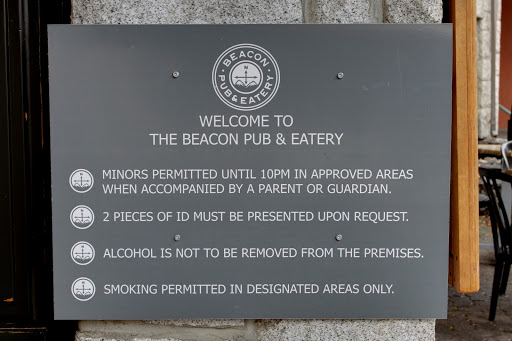 BEACON
N
PUB & EATERY
WELCOME TO
THE BEACON PUB & EATERY
MINORS PERMITTED UNTIL 10PM IN APPROVED AREAS
WHEN ACCOMPANIED BY A PARENT OR GUARDIAN.
2 PIECES OF ID MUST BE PRESENTED UPON REQUEST.
ALCOHOL IS NOT TO BE REMOVED FROM THE PREMISES.
SMOKING PERMITTED IN DESIGNATED AREAS ONLY.